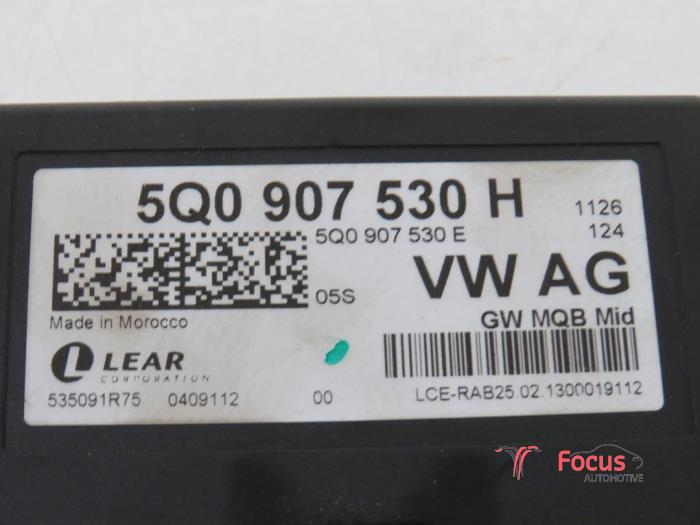 5Q0 907 530 H 1126
5Q0 907 530 E 124
05S VW AG
Made in Morocco GW MQB Mid
LEAR
CORPORATION
535091R75 0409112 00 LCE-RAB25.02.1300019112
Focus
AUTOMOTIVE